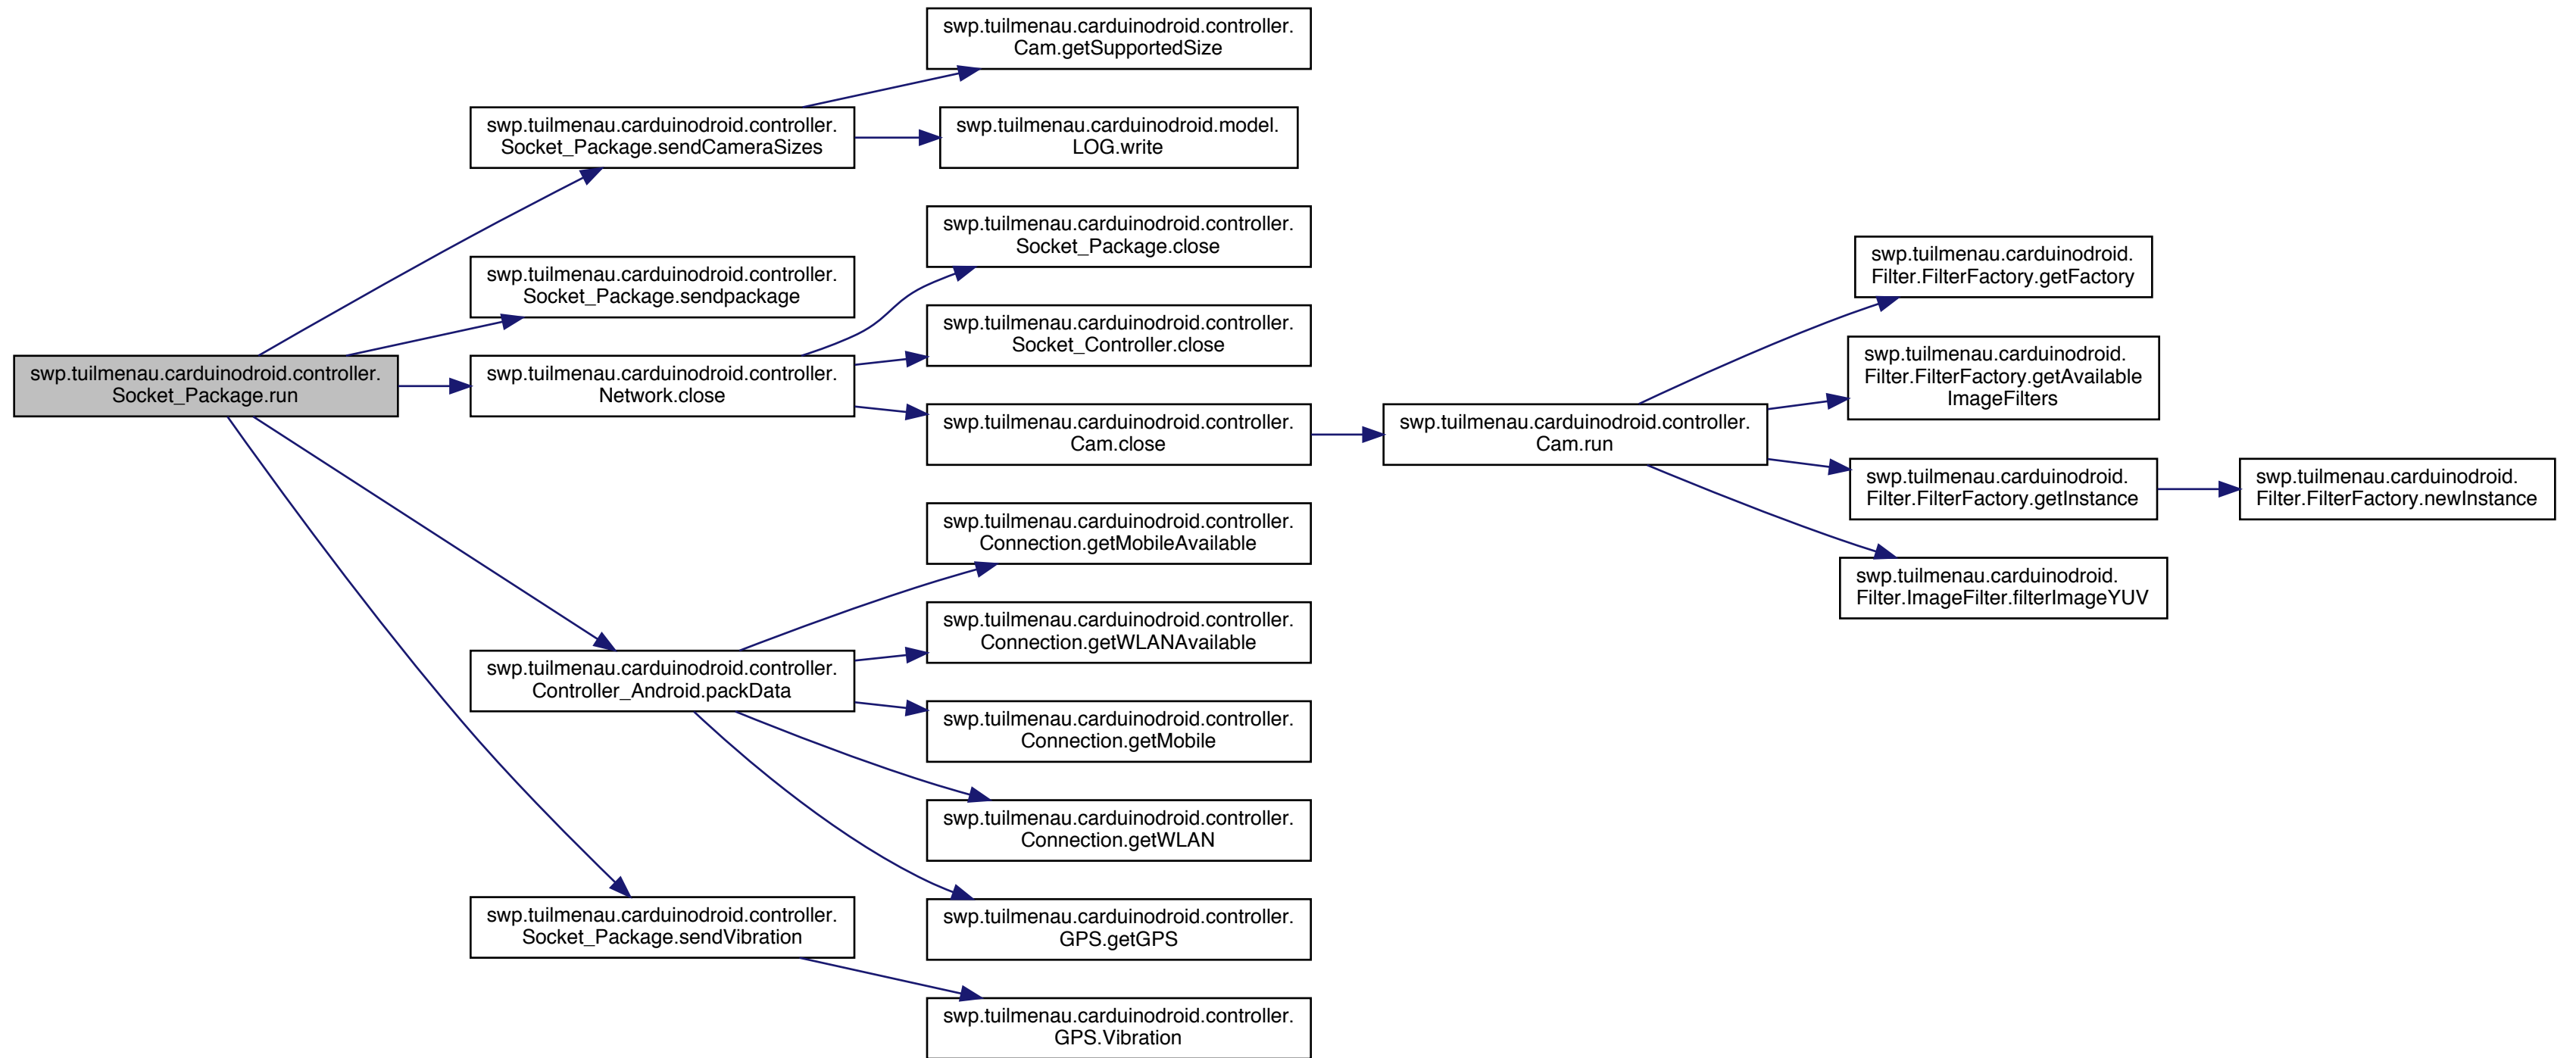 swp.tuilmenau.carduinodroid.controller.
Socket_Package.run
swp.tuilmenau.carduinodroid.controller.
Socket_Package.sendCameraSizes
swp.tuilmenau.carduinodroid.controller.
Cam.getSupportedSize
swp.tuilmenau.carduinodroid.model.
LOG.write
swp.tuilmenau.carduinodroid.controller.
Socket_Package.sendpackage
swp.tuilmenau.carduinodroid.controller.
Network.close
swp.tuilmenau.carduinodroid.controller.
Socket_Package.close
swp.tuilmenau.carduinodroid.controller.
Socket_Controller.close
swp.tuilmenau.carduinodroid.controller.
Cam.close
swp.tuilmenau.carduinodroid.controller.
Cam.run
swp.tuilmenau.carduinodroid.
Filter.FilterFactory.getFactory
swp.tuilmenau.carduinodroid.
Filter.FilterFactory.getAvailable
ImageFilters
swp.tuilmenau.carduinodroid.
Filter.FilterFactory.getInstance
swp.tuilmenau.carduinodroid.
Filter.FilterFactory.newInstance
swp.tuilmenau.carduinodroid.
Filter.ImageFilter.filterImageYUV
swp.tuilmenau.carduinodroid.controller.
Controller_Android.packData
swp.tuilmenau.carduinodroid.controller.
Connection.getMobileAvailable
swp.tuilmenau.carduinodroid.controller.
Connection.getWLANAvailable
swp.tuilmenau.carduinodroid.controller.
Connection.getMobile
swp.tuilmenau.carduinodroid.controller.
Connection.getWLAN
swp.tuilmenau.carduinodroid.controller.
GPS.getGPS
swp.tuilmenau.carduinodroid.controller.
Socket_Package.sendVibration
swp.tuilmenau.carduinodroid.controller.
GPS.Vibration